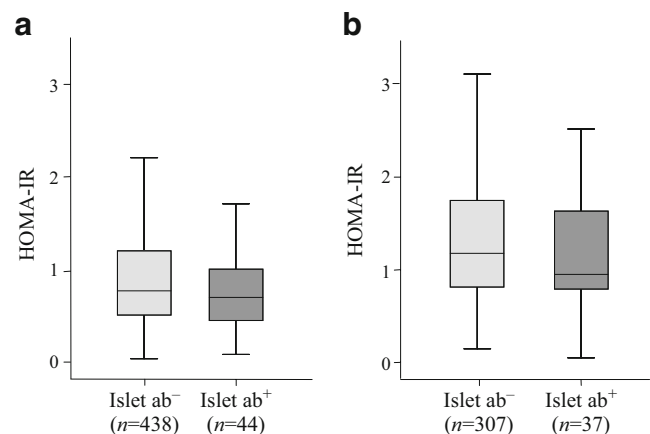 a
3
2
1
0
HOMA-IR
Islet ab⁻
(n=438)
Islet ab⁺
(n=44)
b
3
2
1
0
HOMA-IR
Islet ab⁻
(n=307)
Islet ab⁺
(n=37)